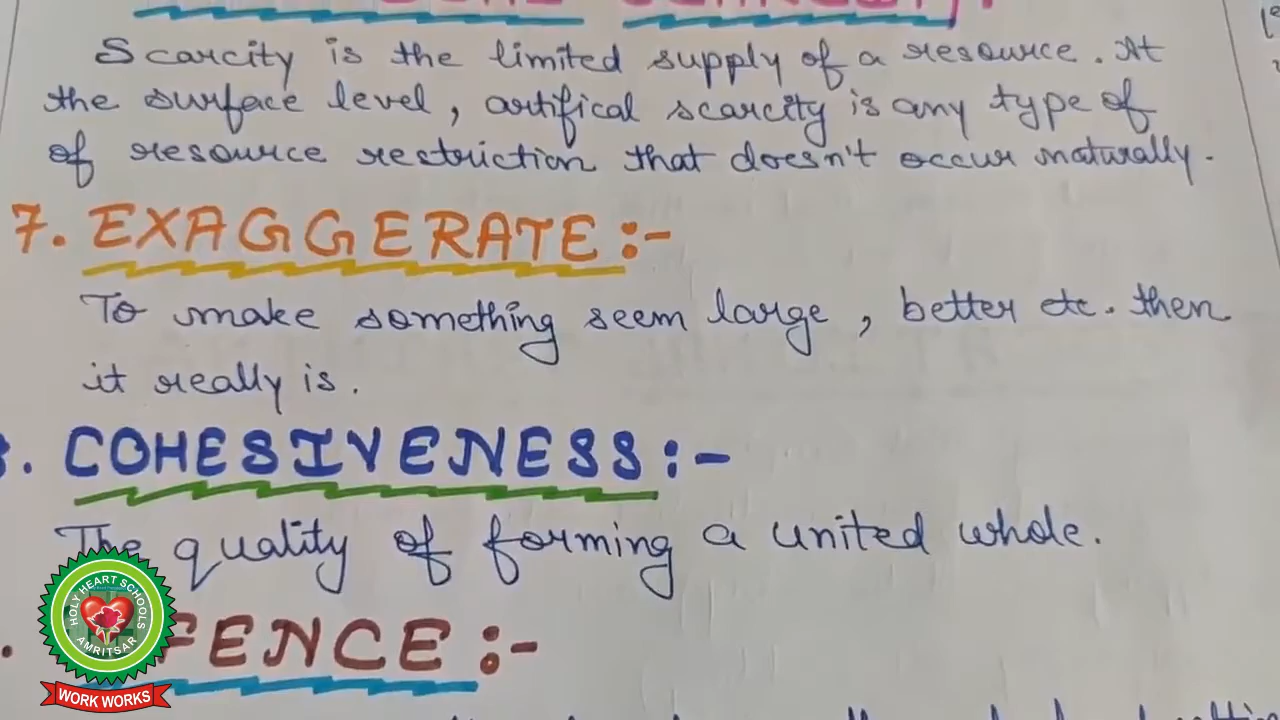 Scarcity is the limited supply of a resource. At
the surface level, artifical scarcity is any type of
of resource restriction that doesn't occur naturally.
7. EXAGGERATE :-
To make something seem large, better etc. then
it really is.
. COHESIVENESS :-
The quality of forming a united whole.
FENCE :-
HOLY HEART SCHOOLS
AMRITSAR
WORK WORKS